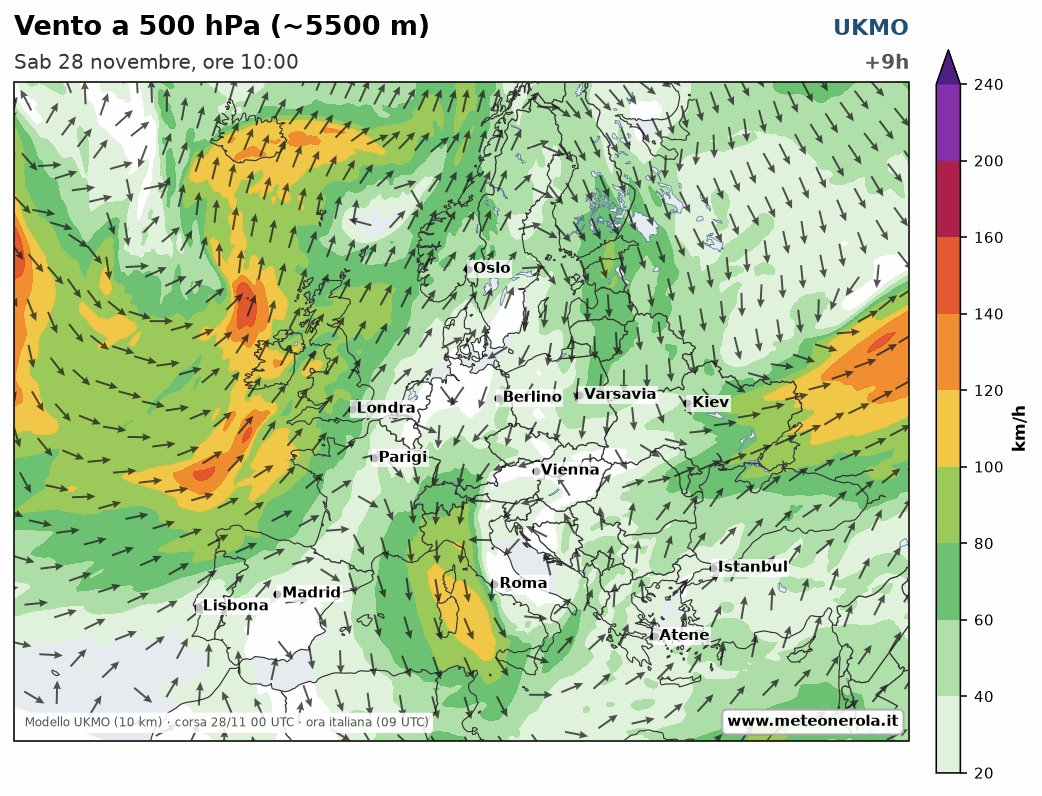 Vento a 500 hPa (~5500 m)
UKMO
Sab 28 novembre, ore 10:00
+9h
240
200
160
140
120
100
80
60
40
20
km/h
Oslo
Londra
Berlino
Varsavia
Kiev
Parigi
Vienna
Istanbul
Roma
Madrid
Lisbona
Atene
Modello UKMO (10 km) · corsa 28/11 00 UTC · ora italiana (09 UTC)
www.meteonerola.it